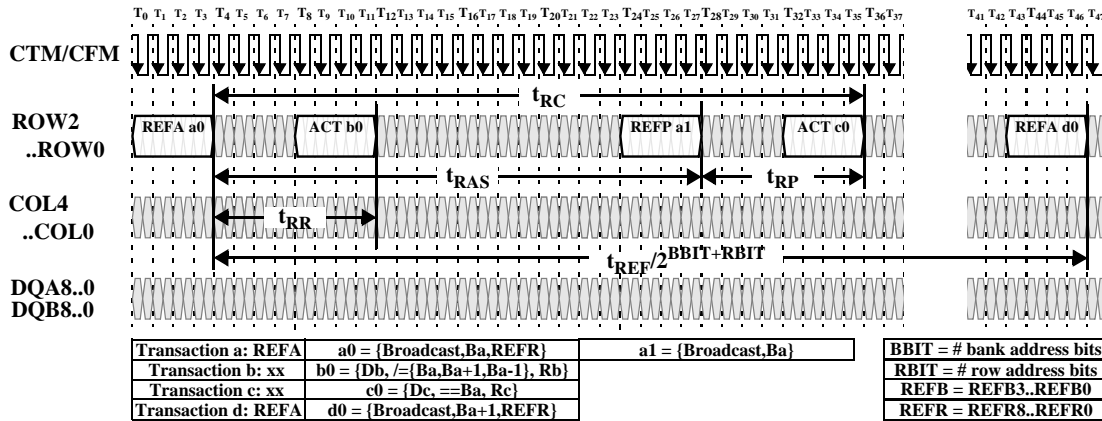 T0 T1 T2 T3 T4 T5 T6 T7 T8 T9 T10 T11 T12 T13 T14 T15 T16 T17 T18 T19 T20 T21 T22 T23 T24 T25 T26 T27 T28 T29 T30 T31 T32 T33 T34 T35 T36 T37 T41 T42 T43 T44 T45 T46 T47
CTM/CFM
tRC
ROW2
..ROW0
REFA a0
ACT b0
REFP a1
ACT c0
REFA d0
tRAS
tRP
COL4
..COL0
tRR
tREF/2BBIT+RBIT
DQA8..0
DQB8..0
Transaction a: REFA a0 = {Broadcast,Ba,REFR} a1 = {Broadcast,Ba}
Transaction b: xx b0 = {Db, /={Ba,Ba+1,Ba-1}, Rb}
Transaction c: xx c0 = {Dc, ==Ba, Rc}
Transaction d: REFA d0 = {Broadcast,Ba+1,REFR}
BBIT = # bank address bits
RBIT = # row address bits
REFB = REFB3..REFB0
REFR = REFR8..REFR0